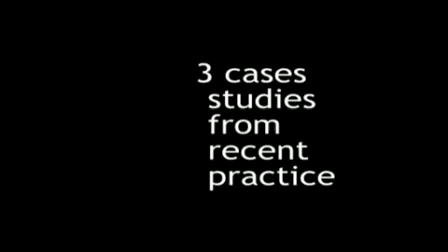 3 cases
studies
from
recent
practice